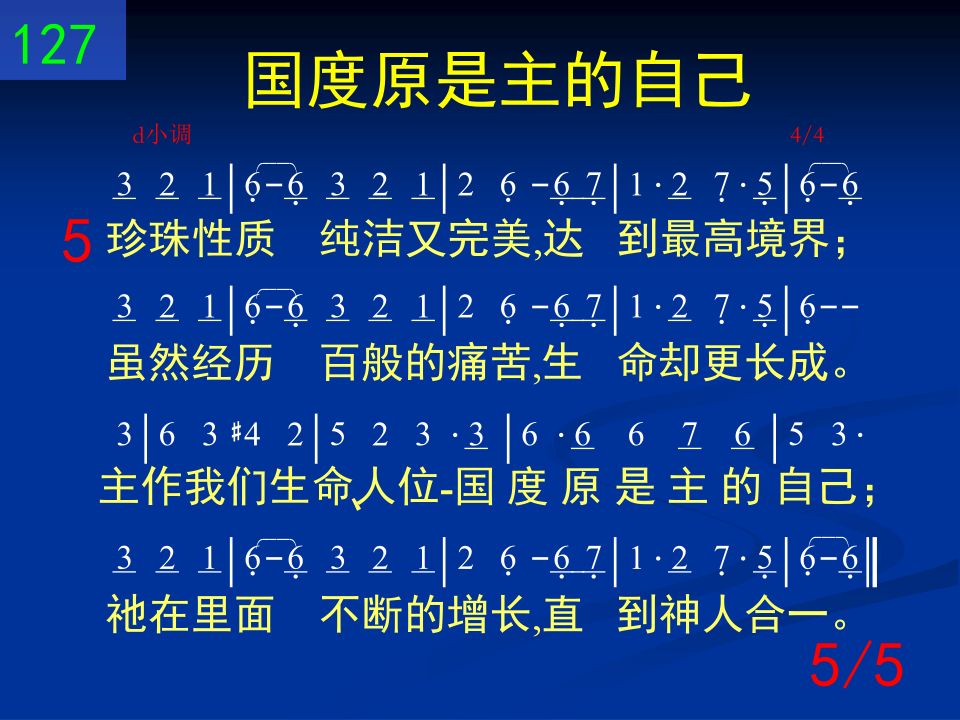 127
国度原是主的自己
d小调 4/4
3 2 1|6̣-6̣ 3 2 1|2 6̣ -6̣ 7̣|1·2 7̣·5̣|6̣-6̣
5 珍珠性质 纯洁又完美,达 到最高境界；
3 2 1|6̣-6̣ 3 2 1|2 6̣ -6̣ 7̣|1·2 7̣·5̣|6̣--
虽然经历 百般的痛苦,生 命却更长成。
3|6 3 #4 2|5 2 3 ·3|6 ·6 6 7 6|5 3·
主作我们生命、人位-国 度 原 是 主 的 自己；
3 2 1|6̣-6̣ 3 2 1|2 6̣ -6̣ 7̣|1·2 7̣·5̣|6̣-6̣‖
祂在里面 不断的增长,直 到神人合一。
5/5